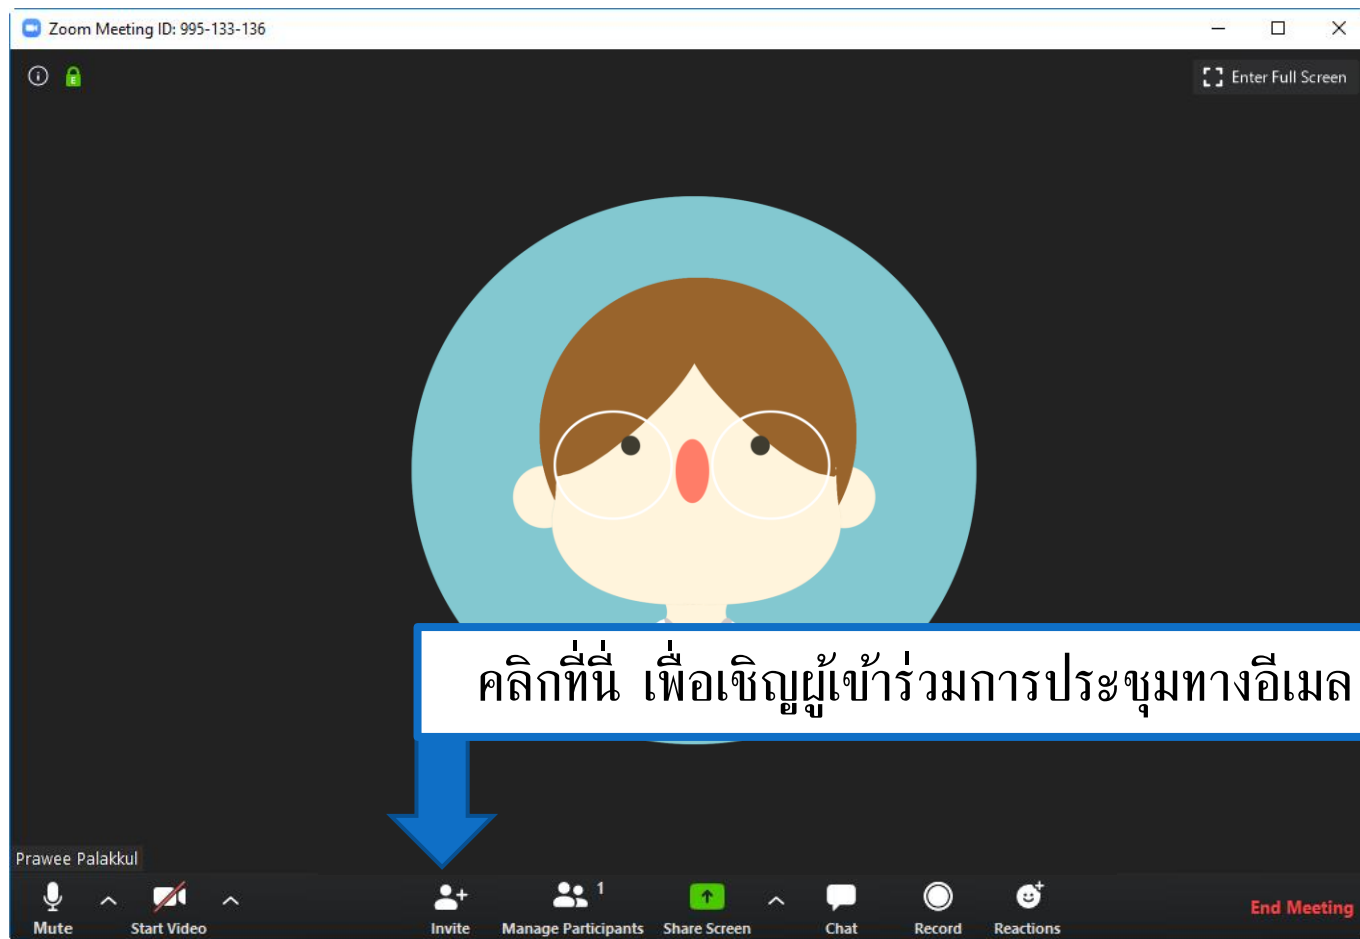 Zoom Meeting ID: 995-133-136
Enter Full Screen
คลิกที่นี่ เพื่อเชิญผู้เข้าร่วมการประชุมทางอีเมล
Prawee Palakkul
1
Mute Start Video Invite Manage Participants Share Screen Chat Record Reactions End Meeting